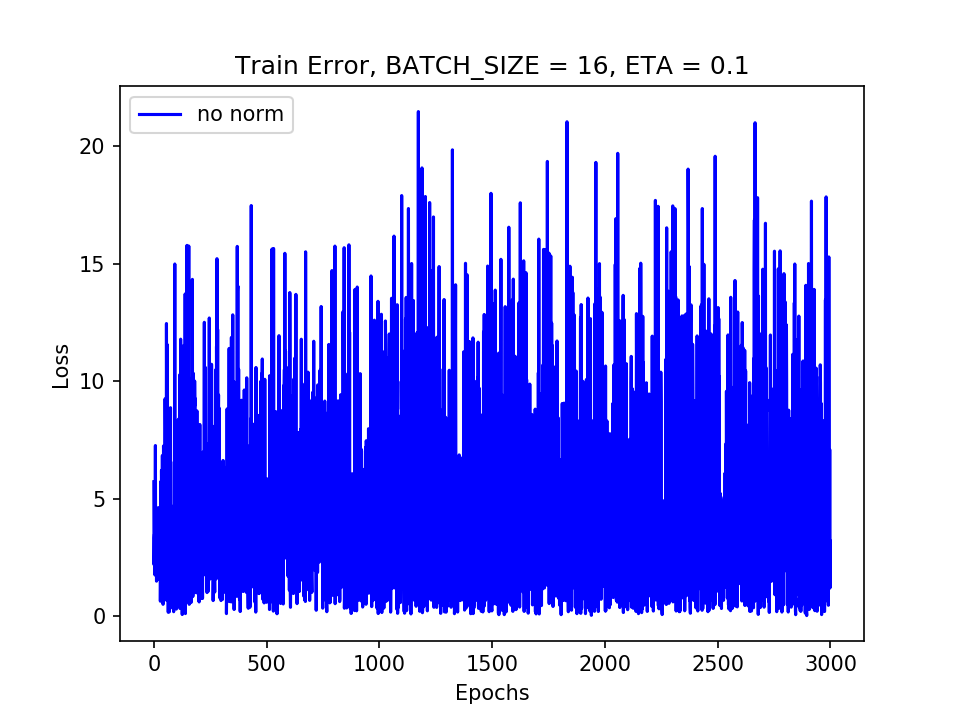 Train Error, BATCH_SIZE = 16, ETA = 0.1
no norm
20
15
10
5
0
Loss
0 500 1000 1500 2000 2500 3000
Epochs